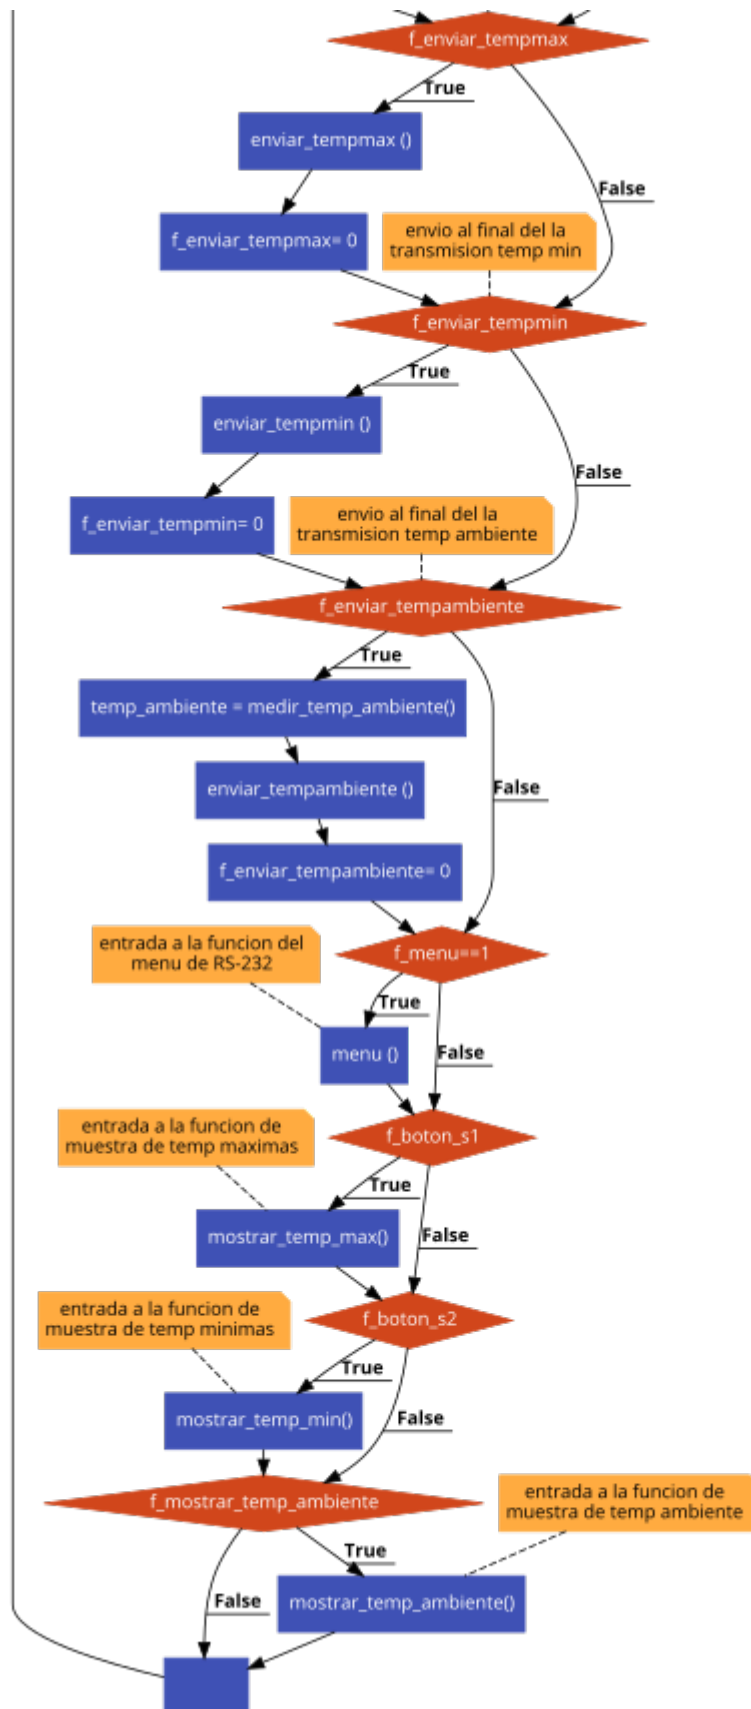 f_enviar_tempmax
True
enviar_tempmax ()
False
f_enviar_tempmax= 0
envio al final del la
transmision temp min
f_enviar_tempmin
True
enviar_tempmin ()
False
f_enviar_tempmin= 0
envio al final del la
transmision temp ambiente
f_enviar_tempambiente
True
temp_ambiente = medir_temp_ambiente()
enviar_tempambiente ()
False
f_enviar_tempambiente= 0
entrada a la funcion del
menu de RS-232
f_menu==1
True
menu ()
False
entrada a la funcion de
muestra de temp maximas
f_boton_s1
True
mostrar_temp_max()
False
entrada a la funcion de
muestra de temp minimas
f_boton_s2
True
mostrar_temp_min()
False
f_mostrar_temp_ambiente
entrada a la funcion de
muestra de temp ambiente
True
False
mostrar_temp_ambiente()